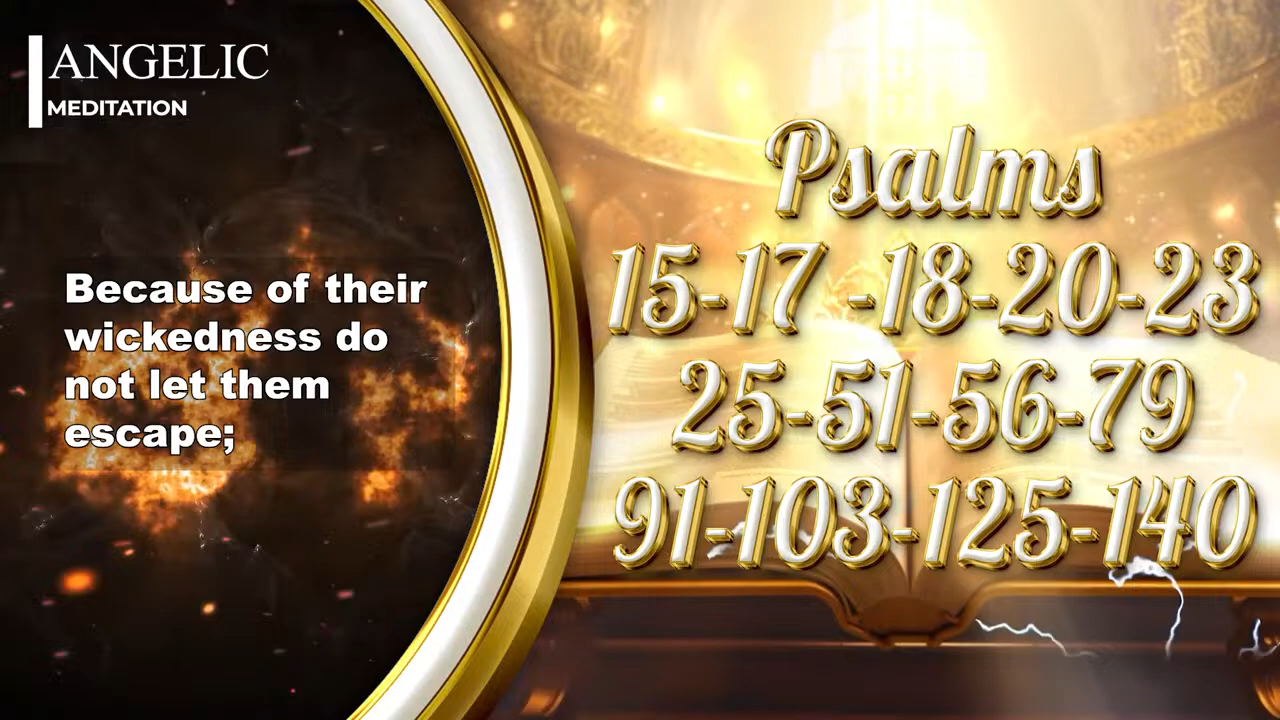 ANGELIC
MEDITATION
Because of their
wickedness do
not let them
escape;
Psalms
15-17 -18-20-23
25-51-56-79
91-103-125-140